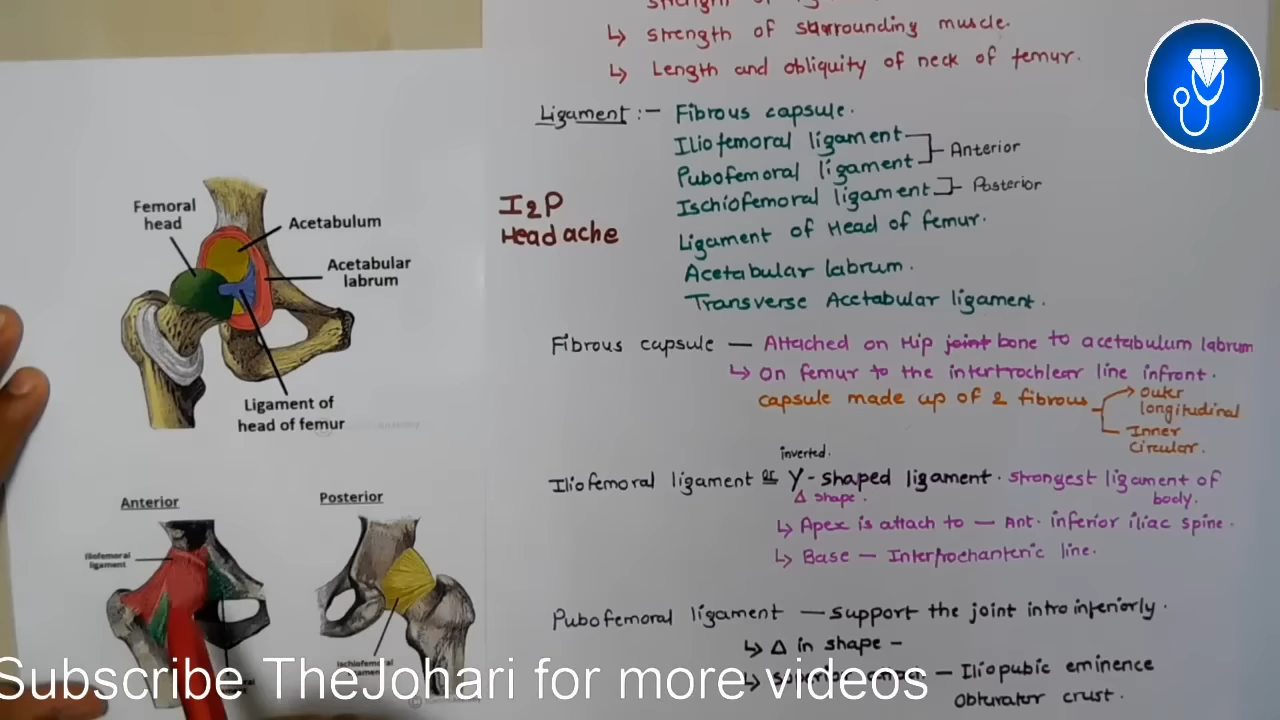 ↳ strength of surrounding muscle.
↳ Length and obliquity of neck of femur.
Ligament :- Fibrous capsule.
Iliofemoral ligament
Pubofemoral ligament
Anterior
Ischiofemoral ligament
Posterior
Ligament of Head of femur.
Acetabular labrum.
Transverse Acetabular ligament.
I2P
Headache
Fibrous capsule — Attached on Hip joint bone to acetabulum labrum
↳ on femur to the intertrochlear line infront.
capsule made up of 2 fibrous
outer
longitudinal
Inner
circular.
inverted.
Iliofemoral ligament or Y-shaped ligament. strongest ligament of
Δ shape.
body.
↳ Apex is attach to — Ant. inferior iliac spine.
↳ Base — Intertrochanteric line.
Pubofemoral ligament — support the joint intro inferiorly.
↳ Δ in shape –
↳ — Iliopubic eminence
obturator crust.
Femoral
head
Acetabulum
Acetabular
labrum
Ligament of
head of femur
Anterior
Posterior
Iliofemoral
ligament
Subscribe TheJohari for more videos